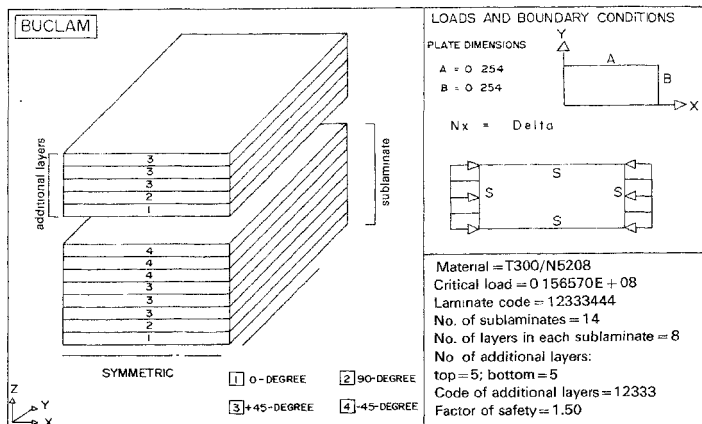 BUCLAM
additional layers
3
3
3
2
1
sublaminate
4
4
4
3
3
3
2
1
SYMMETRIC
1 0-DEGREE 2 90-DEGREE
3 +45-DEGREE 4 -45-DEGREE
Z
Y
X
LOADS AND BOUNDARY CONDITIONS
PLATE DIMENSIONS
A = 0 254
B = 0 254
Y
A
B
X
Nx = Delta
S
S S
S
Material = T300/N5208
Critical load = 0 156570E + 08
Laminate code = 12333444
No. of sublaminates = 14
No. of layers in each sublaminate = 8
No of additional layers:
top = 5; bottom = 5
Code of additional layers = 12333
Factor of safety = 1.50